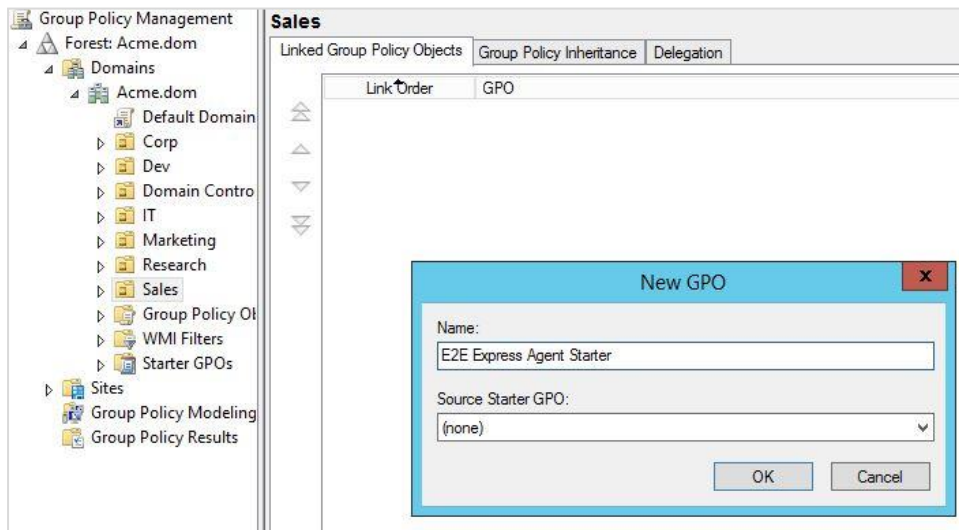 Group Policy Management
Forest: Acme.dom
Domains
Acme.dom
Default Domain
Corp
Dev
Domain Contro
IT
Marketing
Research
Sales
Group Policy Ob
WMI Filters
Starter GPOs
Sites
Group Policy Modeling
Group Policy Results
Sales
Linked Group Policy Objects Group Policy Inheritance Delegation
Link Order GPO
New GPO
x
Name:
E2E Express Agent Starter
Source Starter GPO:
(none)
OK Cancel